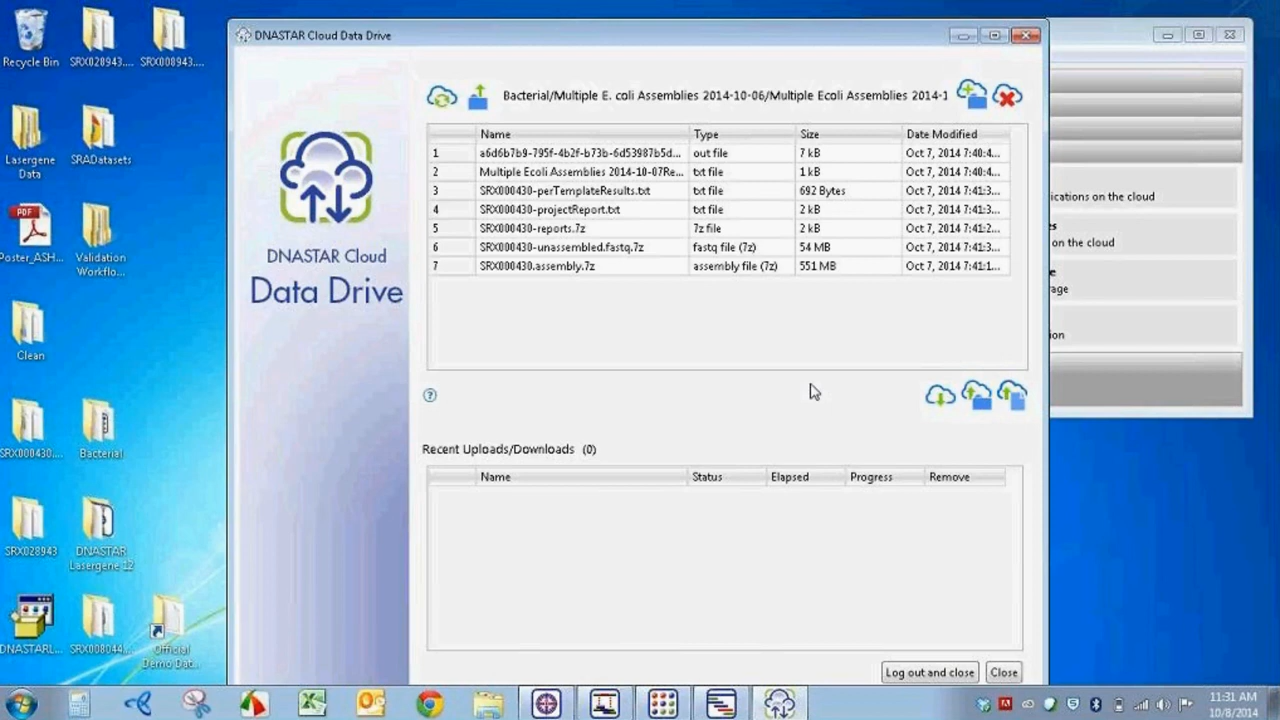 Recycle Bin
SRX028943....
SRX008943....
Lasergene
Data
SRADatasets
PDF
Poster_ASH...
Validation
Workflo...
Clean
SRX000430....
Bacterial
SRX028943
DNASTAR
Lasergene 12
DNASTARL...
SRX008044...
Official
Demo Dat...
DNASTAR Cloud Data Drive
DNASTAR Cloud
Data Drive
Bacterial/Multiple E. coli Assemblies 2014-10-06/Multiple Ecoli Assemblies 2014-1
Name Type Size Date Modified
1 a6d6b7b9-795f-4b2f-b73b-6d53987b5d... out file 7 kB Oct 7, 2014 7:40:4...
2 Multiple Ecoli Assemblies 2014-10-07Re... txt file 1 kB Oct 7, 2014 7:40:4...
3 SRX000430-perTemplateResults.txt txt file 692 Bytes Oct 7, 2014 7:41:3...
4 SRX000430-projectReport.txt txt file 2 kB Oct 7, 2014 7:41:3...
5 SRX000430-reports.7z 7z file 2 kB Oct 7, 2014 7:41:2...
6 SRX000430-unassembled.fastq.7z fastq file (7z) 54 MB Oct 7, 2014 7:41:3...
7 SRX000430.assembly.7z assembly file (7z) 551 MB Oct 7, 2014 7:41:1...
?
Recent Uploads/Downloads (0)
Name Status Elapsed Progress Remove
Log out and close Close
ications on the cloud
es
on the cloud
e
rage
ion
11:31 AM
10/8/2014